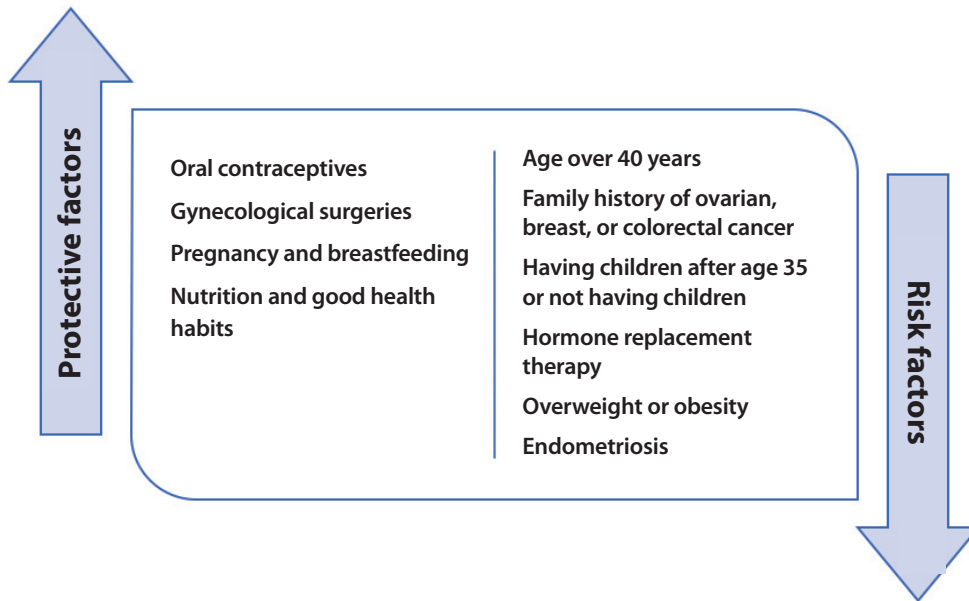 Protective factors
Oral contraceptives
Gynecological surgeries
Pregnancy and breastfeeding
Nutrition and good health
habits
Age over 40 years
Family history of ovarian,
breast, or colorectal cancer
Having children after age 35
or not having children
Hormone replacement
therapy
Overweight or obesity
Endometriosis
Risk factors